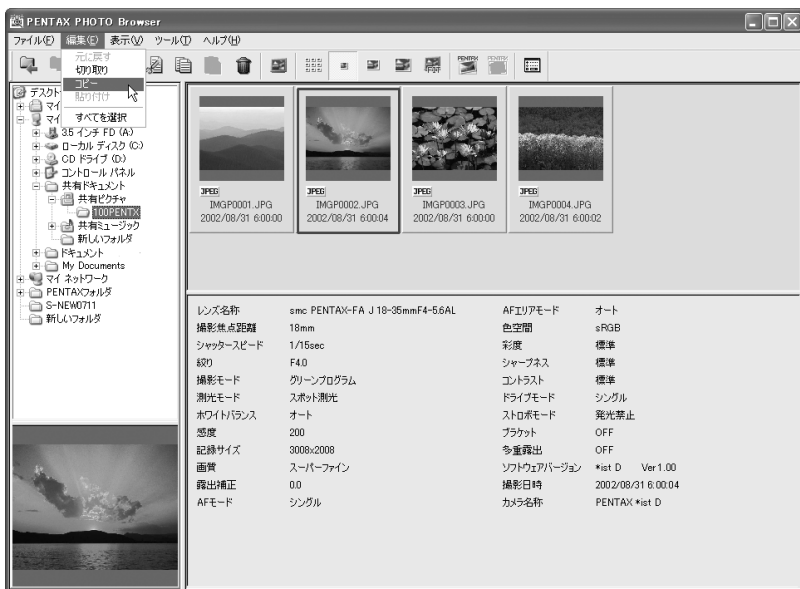 PENTAX PHOTO Browser
ファイル(F) 編集(E) 表示(V) ツール(T) ヘルプ(H)
元に戻す
切り取り
コピー
貼り付け
すべてを選択
デスクト
マイ
マイ
3.5 インチ FD (A:)
ローカル ディスク (C:)
CD ドライブ (D:)
コントロール パネル
共有ドキュメント
共有ピクチャ
100PENTX
共有ミュージック
新しいフォルダ
ドキュメント
My Documents
マイ ネットワーク
PENTAXフォルダ
S-NEW0711
新しいフォルダ
JPEG JPEG JPEG JPEG
IMGP0001.JPG IMGP0002.JPG IMGP0003.JPG IMGP0004.JPG
2002/08/31 6:00:00 2002/08/31 6:00:04 2002/08/31 6:00:00 2002/08/31 6:00:02
レンズ名称 smc PENTAX-FA J 18-35mmF4-5.6AL AFエリアモード オート
撮影焦点距離 18mm 色空間 sRGB
シャッタースピード 1/15sec 彩度 標準
絞り F4.0 シャープネス 標準
撮影モード グリーンプログラム コントラスト 標準
測光モード スポット測光 ドライブモード シングル
ホワイトバランス オート ストロボモード 発光禁止
感度 200 ブラケット OFF
記録サイズ 3008x2008 多重露出 OFF
画質 スーパーファイン ソフトウェアバージョン *ist D Ver 1.00
露出補正 0.0 撮影日時 2002/08/31 6:00:04
AFモード シングル カメラ名称 PENTAX *ist D